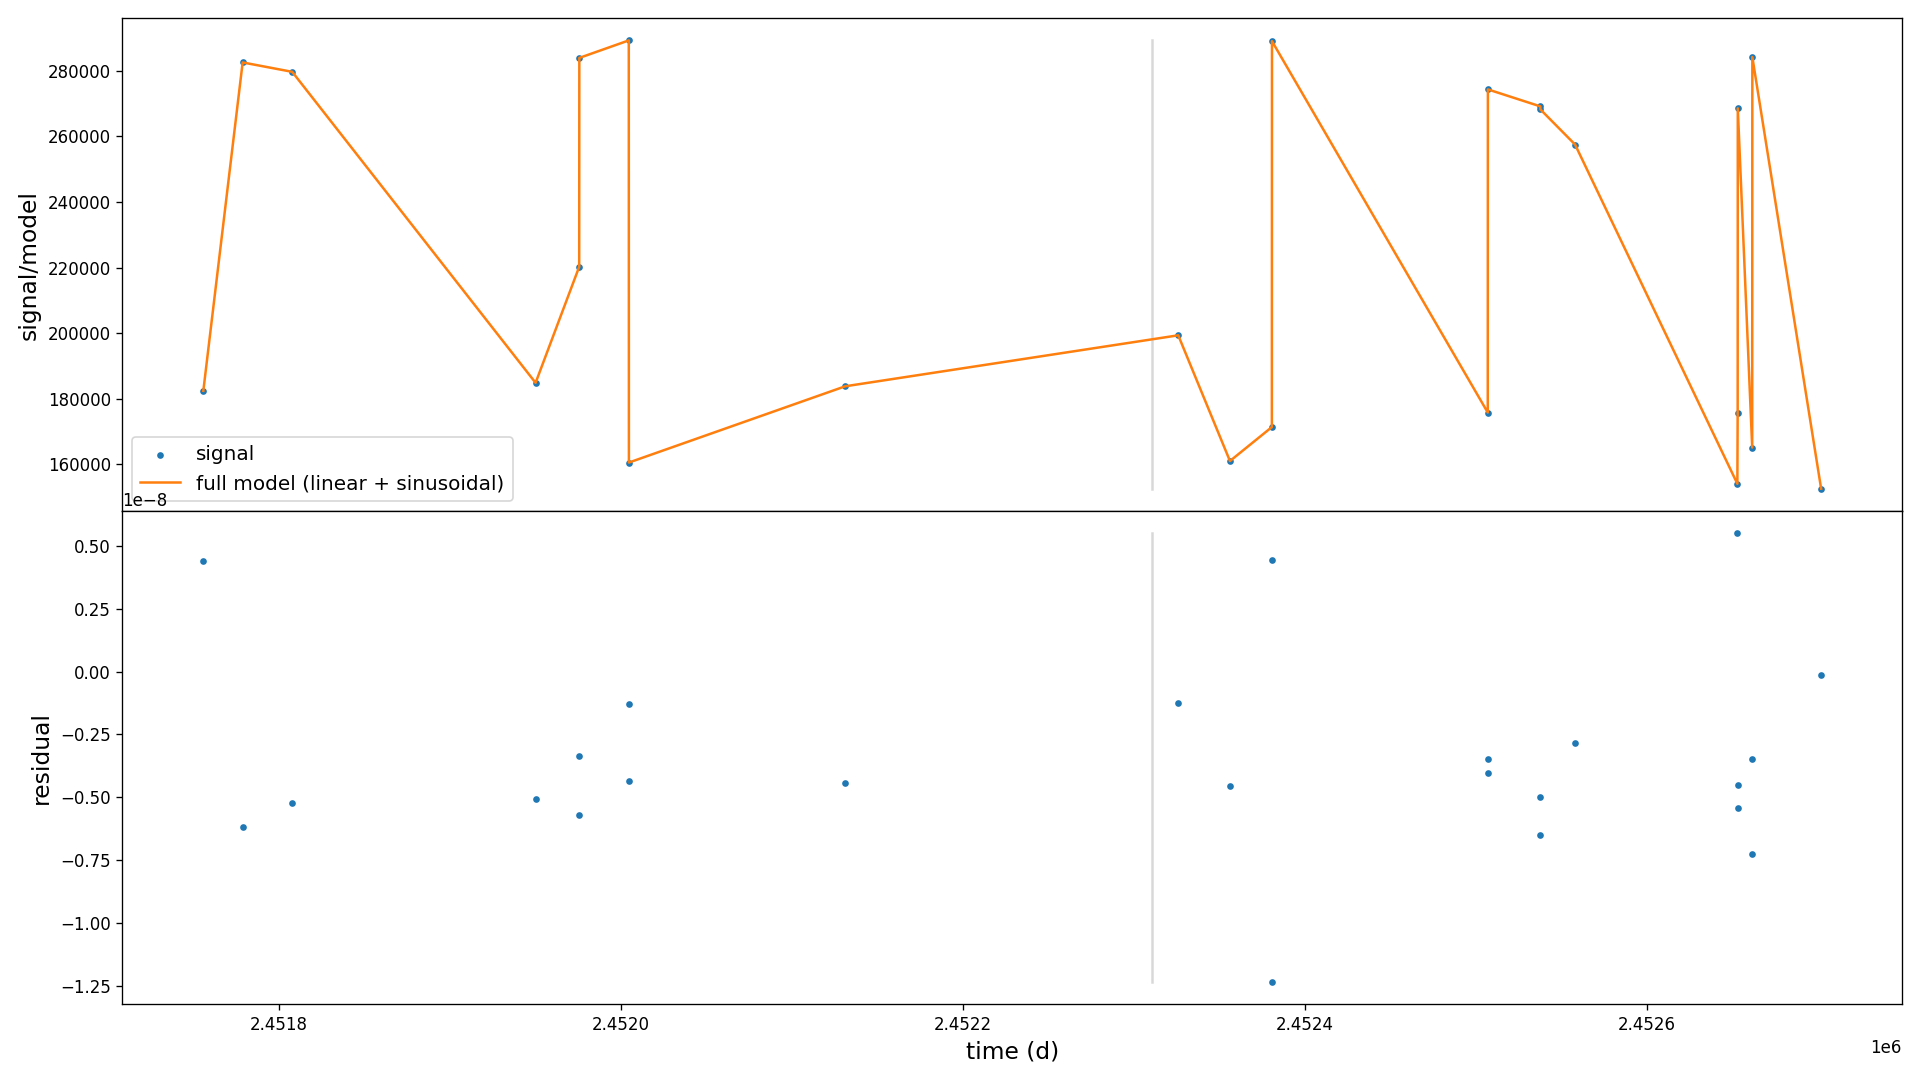 280000
260000
240000
220000
200000
180000
160000
signal/model
signal
full model (linear + sinusoidal)
1e−8
0.50
0.25
0.00
−0.25
−0.50
−0.75
−1.00
−1.25
residual
2.4518
2.4520
2.4522
2.4524
2.4526
1e6
time (d)